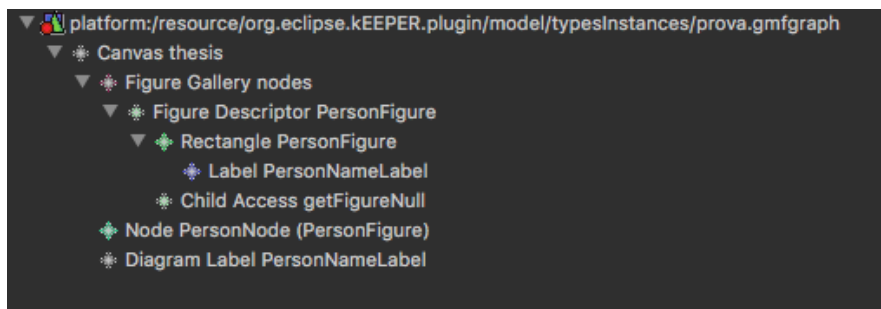 platform:/resource/org.eclipse.kEEPER.plugin/model/typesInstances/prova.gmfgraph
Canvas thesis
Figure Gallery nodes
Figure Descriptor PersonFigure
Rectangle PersonFigure
Label PersonNameLabel
Child Access getFigureNull
Node PersonNode (PersonFigure)
Diagram Label PersonNameLabel